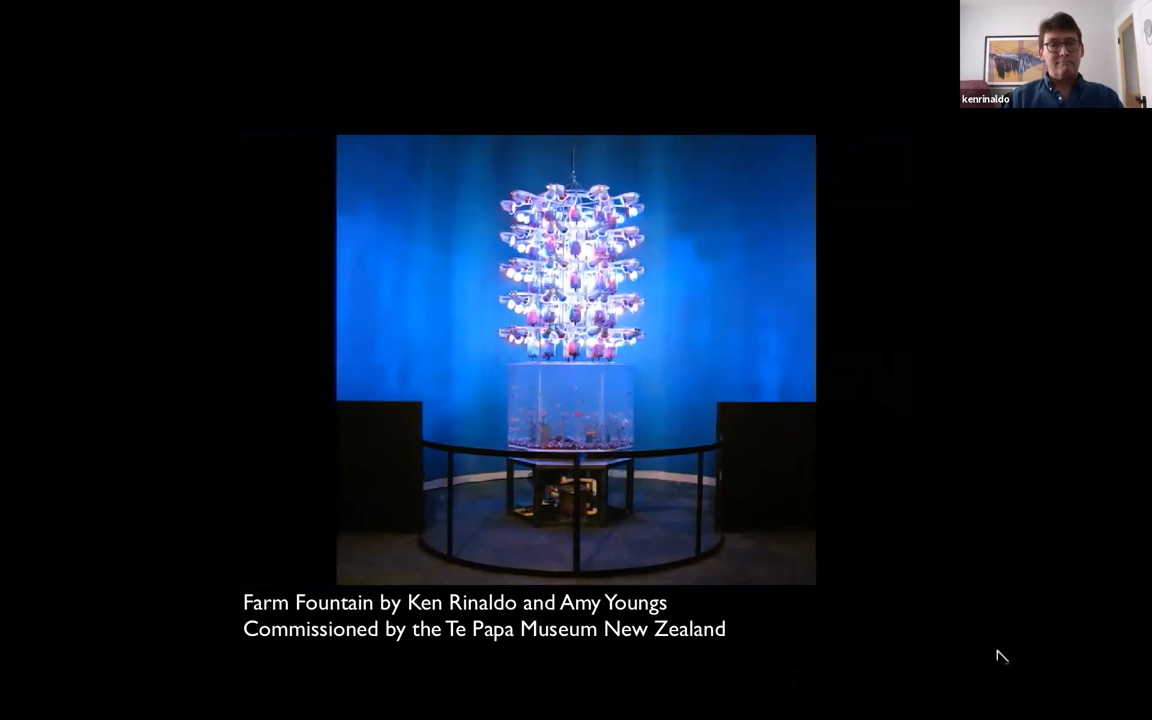 kenrinaldo
Farm Fountain by Ken Rinaldo and Amy Youngs
Commissioned by the Te Papa Museum New Zealand